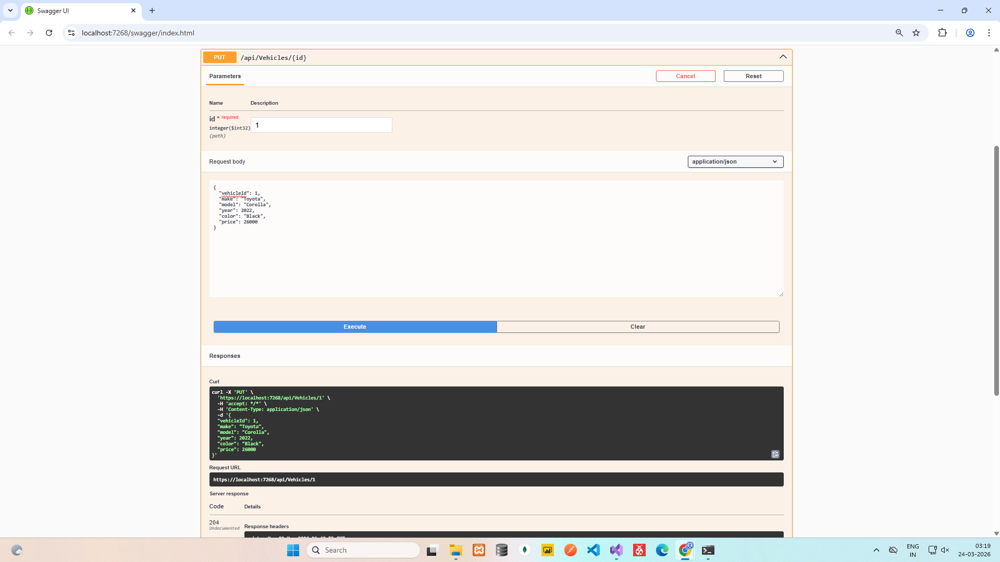 Swagger UI
localhost:7268/swagger/index.html
PUT /api/Vehicles/{id}
Parameters
Cancel
Reset
Name Description
id * required
integer($int32)
(path)
1
Request body
application/json
{
  "vehicleId": 1,
  "make": "Toyota",
  "model": "Corolla",
  "year": 2022,
  "color": "Black",
  "price": 26000
}
Execute
Clear
Responses
Curl
curl -X 'PUT' \
  'https://localhost:7268/api/Vehicles/1' \
  -H 'accept: */*' \
  -H 'Content-Type: application/json' \
  -d '{
  "vehicleId": 1,
  "make": "Toyota",
  "model": "Corolla",
  "year": 2022,
  "color": "Black",
  "price": 26000
}'
Request URL
https://localhost:7268/api/Vehicles/1
Server response
Code Details
204
Undocumented
Response headers
Search
ENG
IN
03:19
24-03-2026